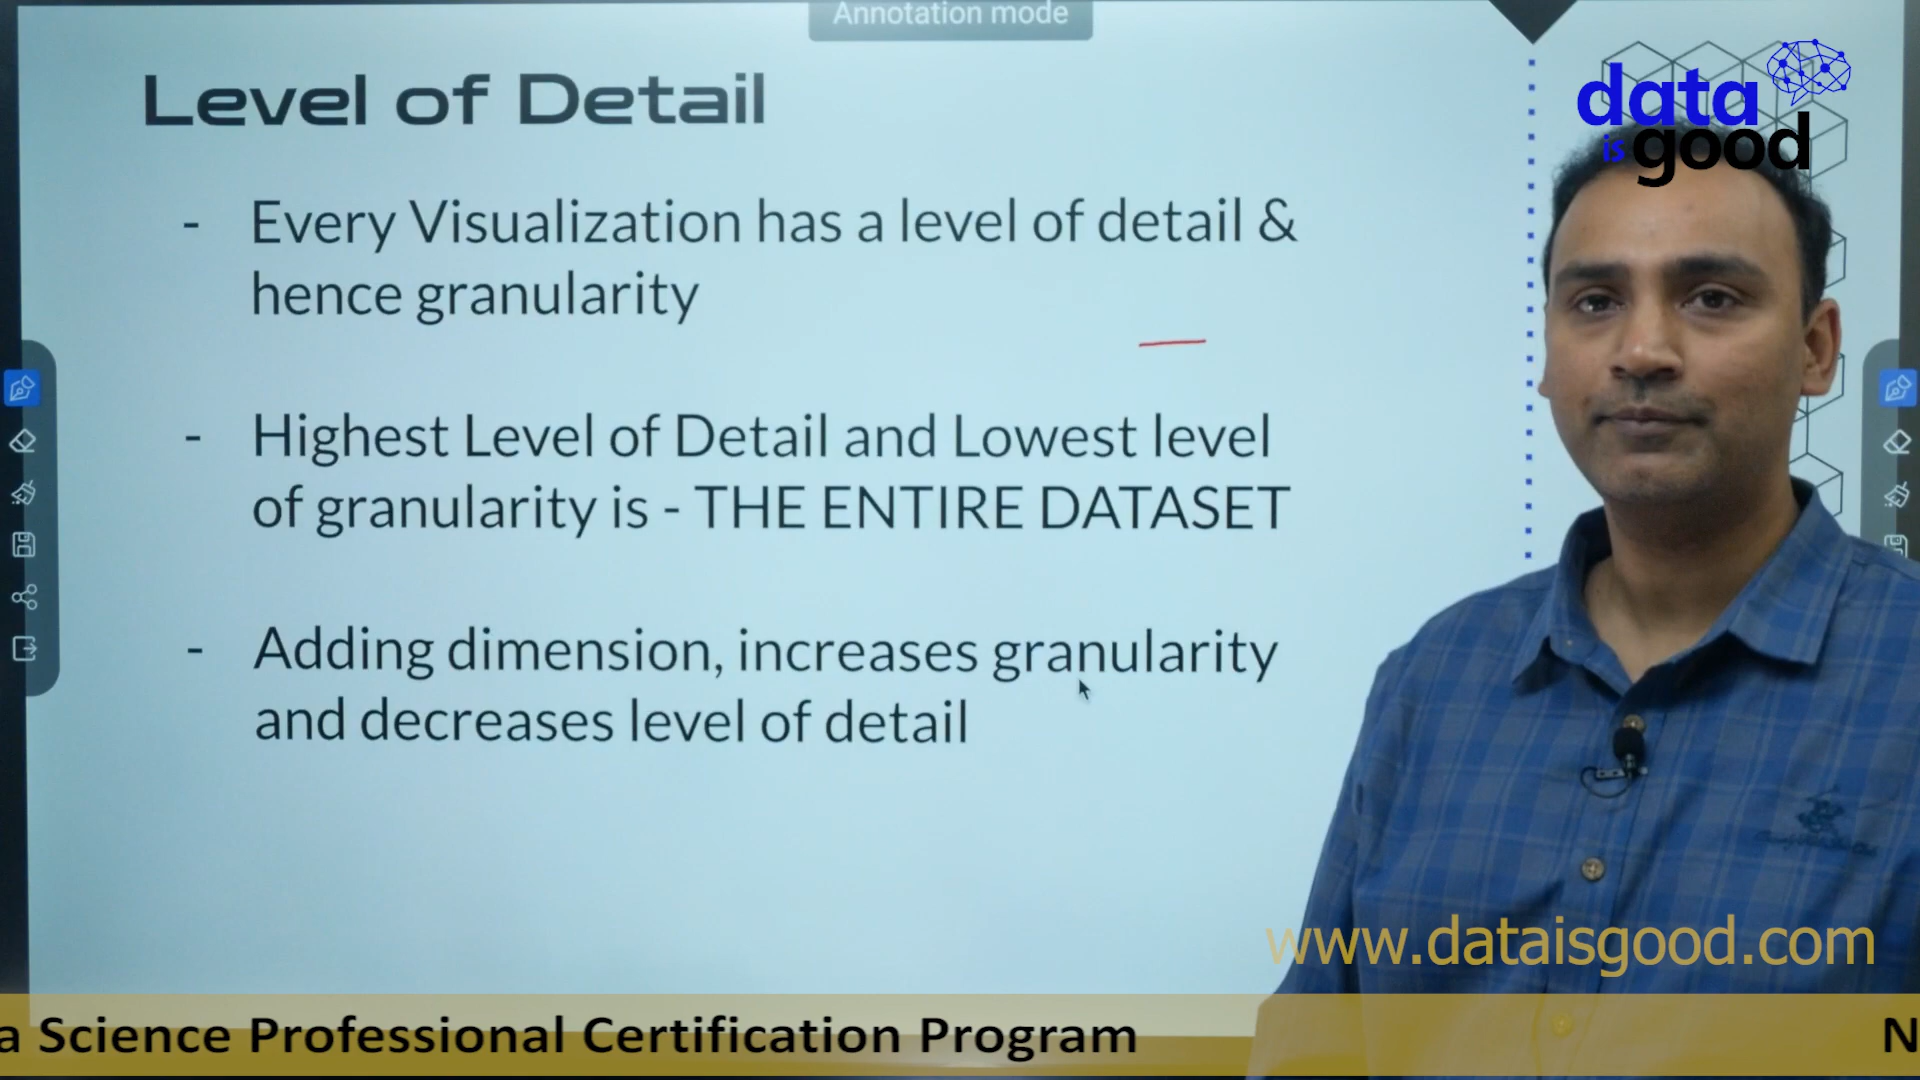 Annotation mode
data
is good
Level of Detail
- Every Visualization has a level of detail &
hence granularity
- Highest Level of Detail and Lowest level
of granularity is - THE ENTIRE DATASET
- Adding dimension, increases granularity
and decreases level of detail
www.dataisgood.com
a Science Professional Certification Program
N